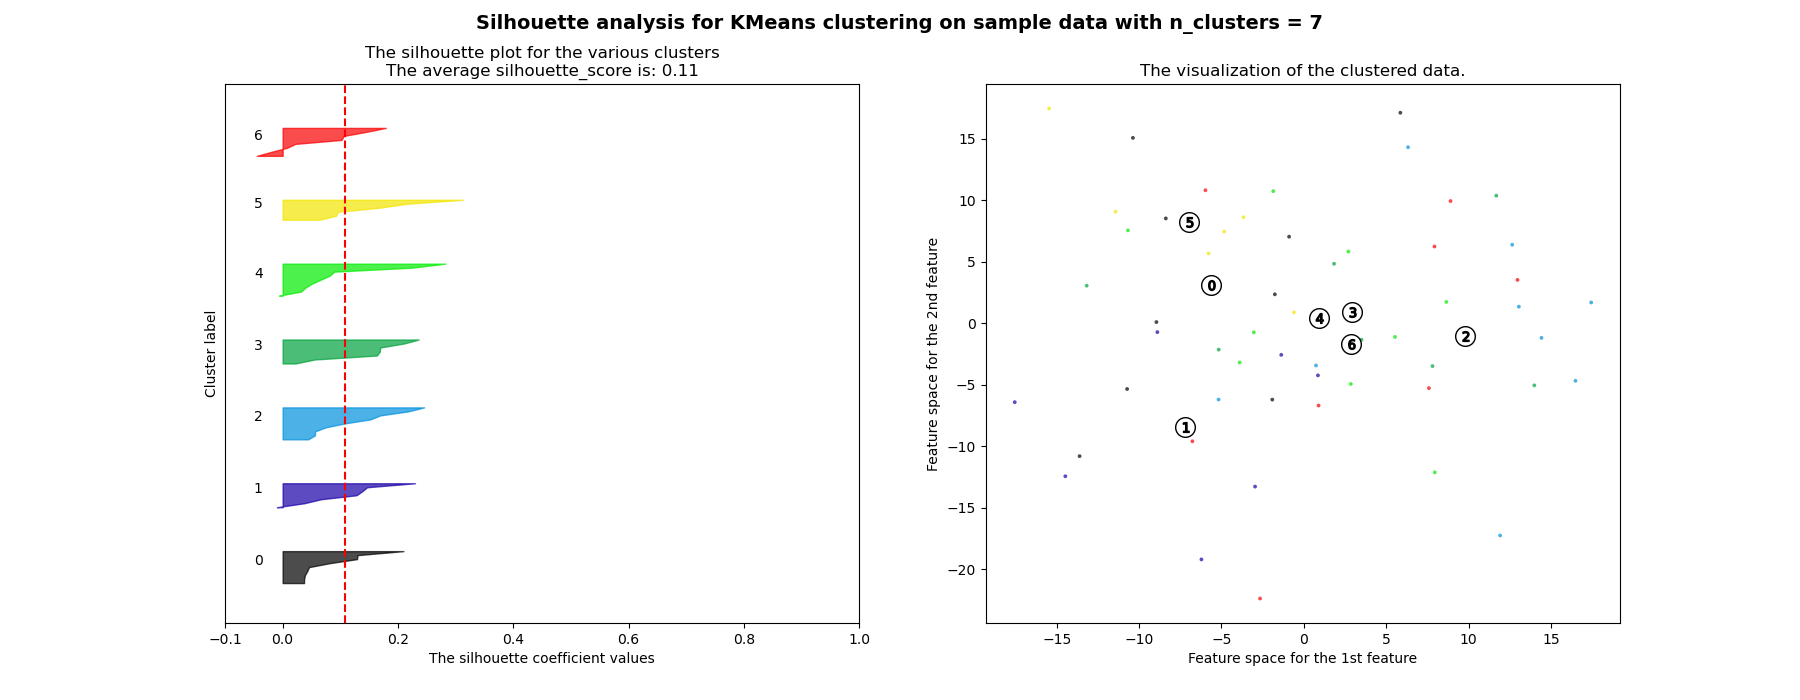 Silhouette analysis for KMeans clustering on sample data with n_clusters = 7
The silhouette plot for the various clusters
The average silhouette_score is: 0.11
6
5
4
3
2
1
0
Cluster label
−0.1 0.0 0.2 0.4 0.6 0.8 1.0
The silhouette coefficient values
The visualization of the clustered data.
15
10
5
0
−5
−10
−15
−20
Feature space for the 2nd feature
5
0
3
4
2
6
1
−15 −10 −5 0 5 10 15
Feature space for the 1st feature